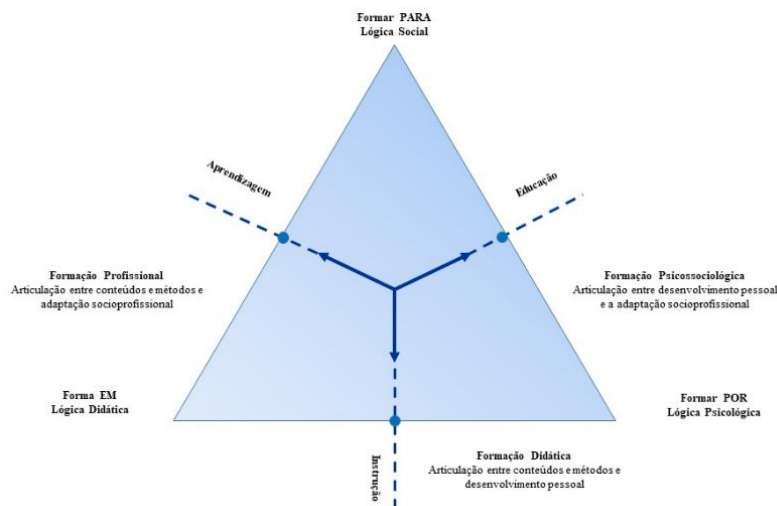 Formar PARA
Lógica Social
Aprendizagem
Educação
Formação Profissional
Articulação entre conteúdos e métodos e
adaptação socioprofissional
Formação Psicossociológica
Articulação entre desenvolvimento pessoal
e a adaptação socioprofissional
Forma EM
Lógica Didática
Formar POR
Lógica Psicológica
Instrução
Formação Didática
Articulação entre conteúdos e métodos e
desenvolvimento pessoal